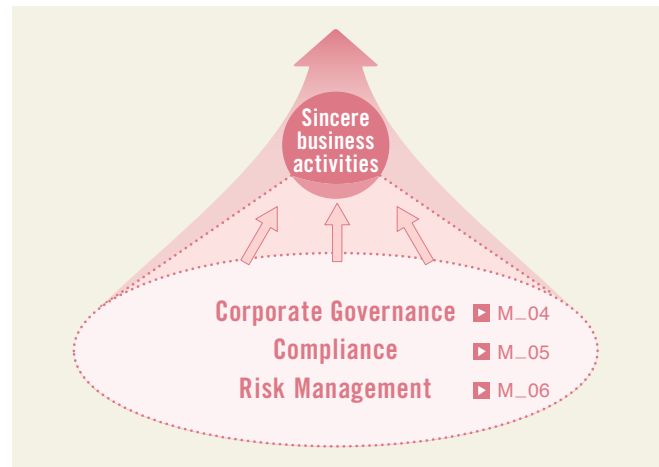 Sincere
business
activities
Corporate Governance ▶ M_04
Compliance ▶ M_05
Risk Management ▶ M_06